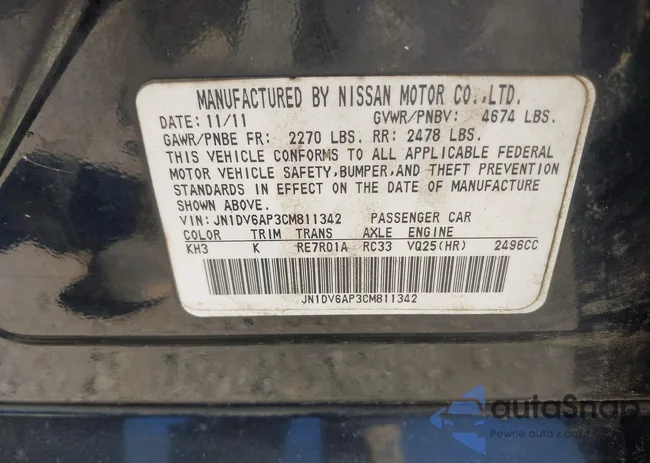 MANUFACTURED BY NISSAN MOTOR CO.,LTD.
DATE: 11/11 GVWR/PNBV: 4674 LBS.
GAWR/PNBE FR: 2270 LBS. RR: 2478 LBS.
THIS VEHICLE CONFORMS TO ALL APPLICABLE FEDERAL
MOTOR VEHICLE SAFETY,BUMPER,AND THEFT PREVENTION
STANDARDS IN EFFECT ON THE DATE OF MANUFACTURE
SHOWN ABOVE.
VIN: JN1DV6AP3CM811342 PASSENGER CAR
COLOR TRIM TRANS AXLE ENGINE
KH3 K RE7R01A RC33 VQ25(HR) 2496CC
JN1DV6AP3CM811342
autaSnap
Pewne auta z